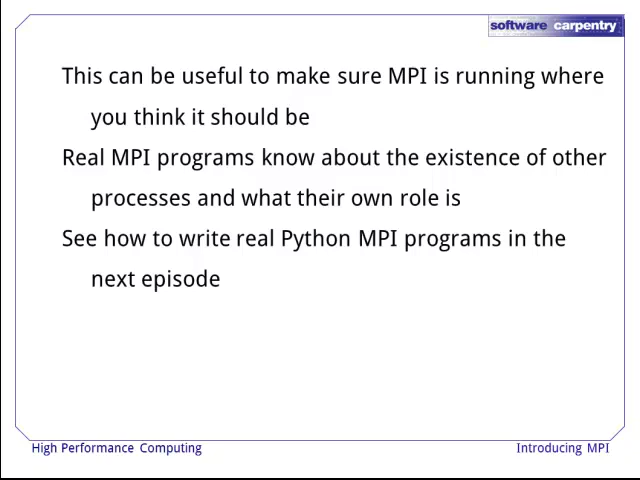 software carpentry
This can be useful to make sure MPI is running where
you think it should be
Real MPI programs know about the existence of other
processes and what their own role is
See how to write real Python MPI programs in the
next episode
High Performance Computing
Introducing MPI